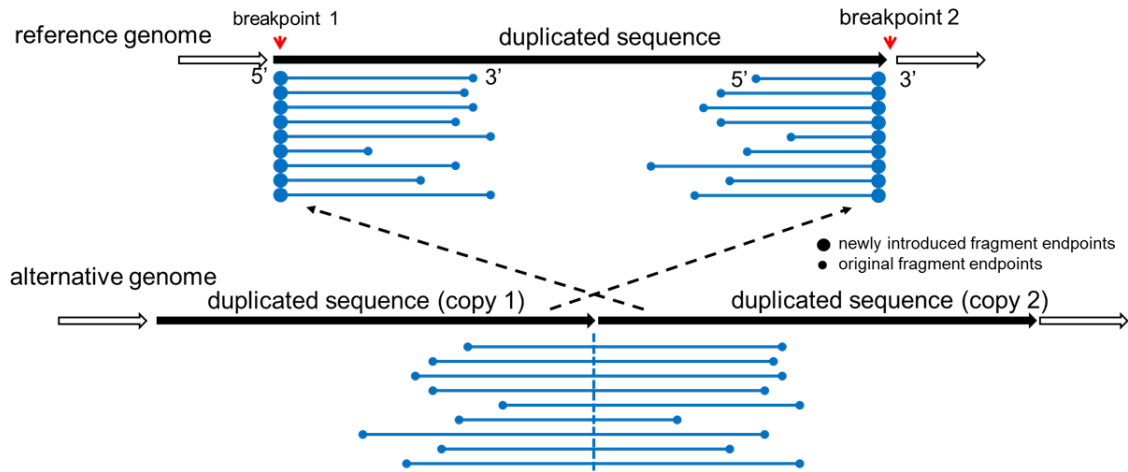 breakpoint 1
breakpoint 2
reference genome
duplicated sequence
5’
3’
5’
3’
newly introduced fragment endpoints
original fragment endpoints
alternative genome
duplicated sequence (copy 1)
duplicated sequence (copy 2)